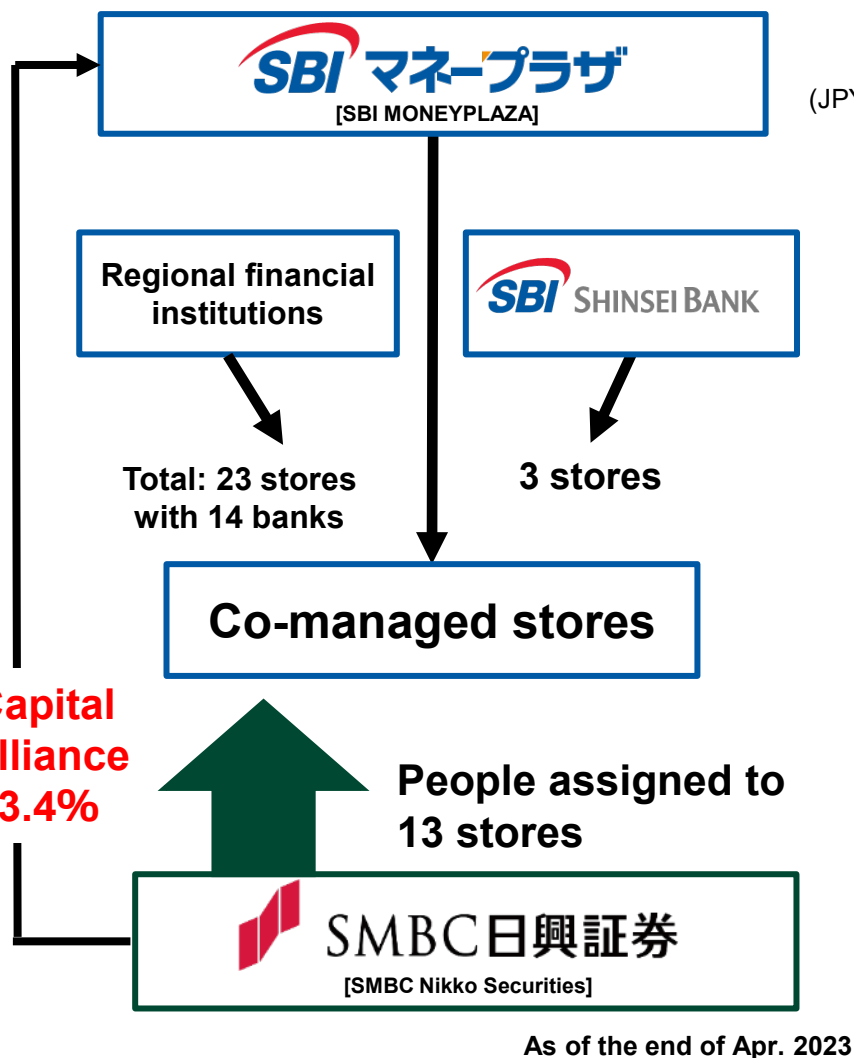 SBI マネープラザ
[SBI MONEYPLAZA]
(JPY
Regional financial
institutions
SBI SHINSEI BANK
Total: 23 stores
with 14 banks
3 stores
Co-managed stores
Capital
lliance
3.4%
People assigned to
13 stores
SMBC日興証券
[SMBC Nikko Securities]
As of the end of Apr. 2023